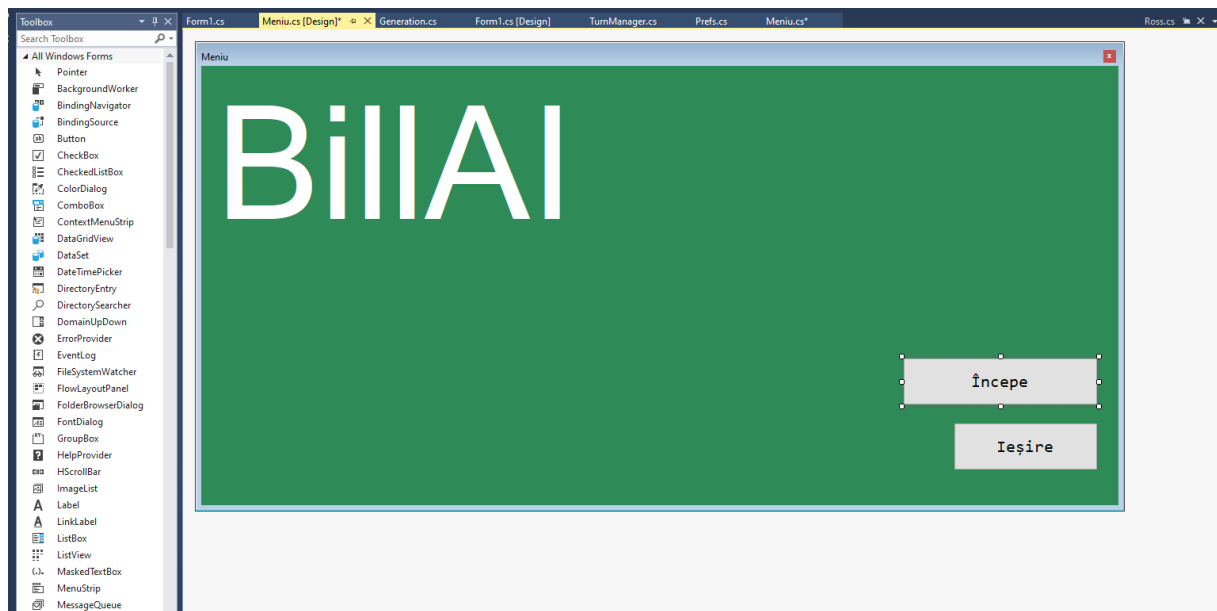 Toolbox
Form1.cs
Meniu.cs [Design]*
Generation.cs
Form1.cs [Design]
TurnManager.cs
Prefs.cs
Meniu.cs*
Ross.cs
Search Toolbox
All Windows Forms
Pointer
BackgroundWorker
BindingNavigator
BindingSource
Button
CheckBox
CheckedListBox
ColorDialog
ComboBox
ContextMenuStrip
DataGridView
DataSet
DateTimePicker
DirectoryEntry
DirectorySearcher
DomainUpDown
ErrorProvider
EventLog
FileSystemWatcher
FlowLayoutPanel
FolderBrowserDialog
FontDialog
GroupBox
HelpProvider
HScrollBar
ImageList
Label
LinkLabel
ListBox
ListView
MaskedTextBox
MenuStrip
MessageQueue
Meniu
BillAI
Începe
Ieșire